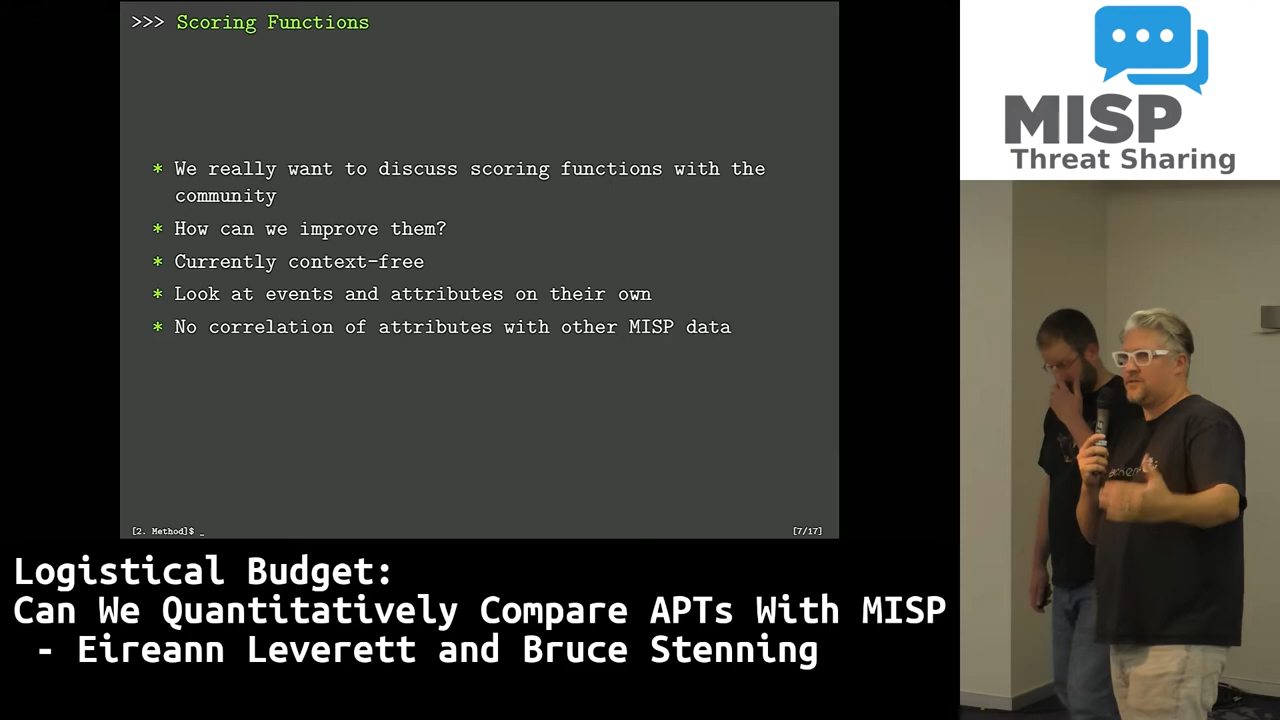 >>> Scoring Functions
* We really want to discuss scoring functions with the
community
* How can we improve them?
* Currently context-free
* Look at events and attributes on their own
* No correlation of attributes with other MISP data
[2. Method]$ _
[7/17]
MISP
Threat Sharing
Logistical Budget:
Can We Quantitatively Compare APTs With MISP
- Eireann Leverett and Bruce Stenning